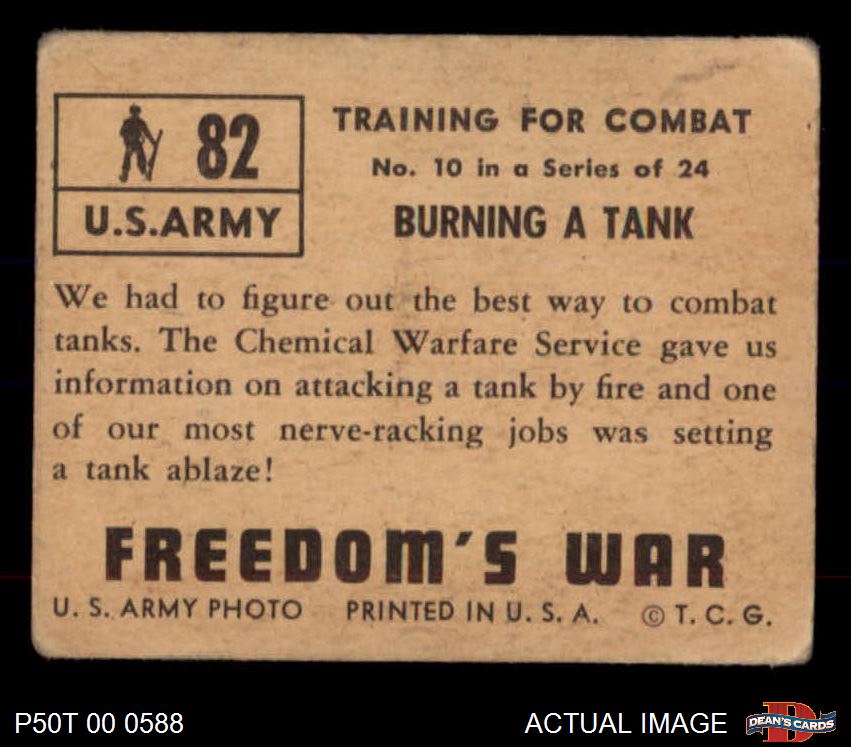 82
U.S.ARMY
TRAINING FOR COMBAT
No. 10 in a Series of 24
BURNING A TANK
We had to figure out the best way to combat
tanks. The Chemical Warfare Service gave us
information on attacking a tank by fire and one
of our most nerve-racking jobs was setting
a tank ablaze!
FREEDOM'S WAR
U. S. ARMY PHOTO PRINTED IN U. S. A. © T. C. G.
P50T 00 0588 ACTUAL IMAGE D DEAN'S CARDS